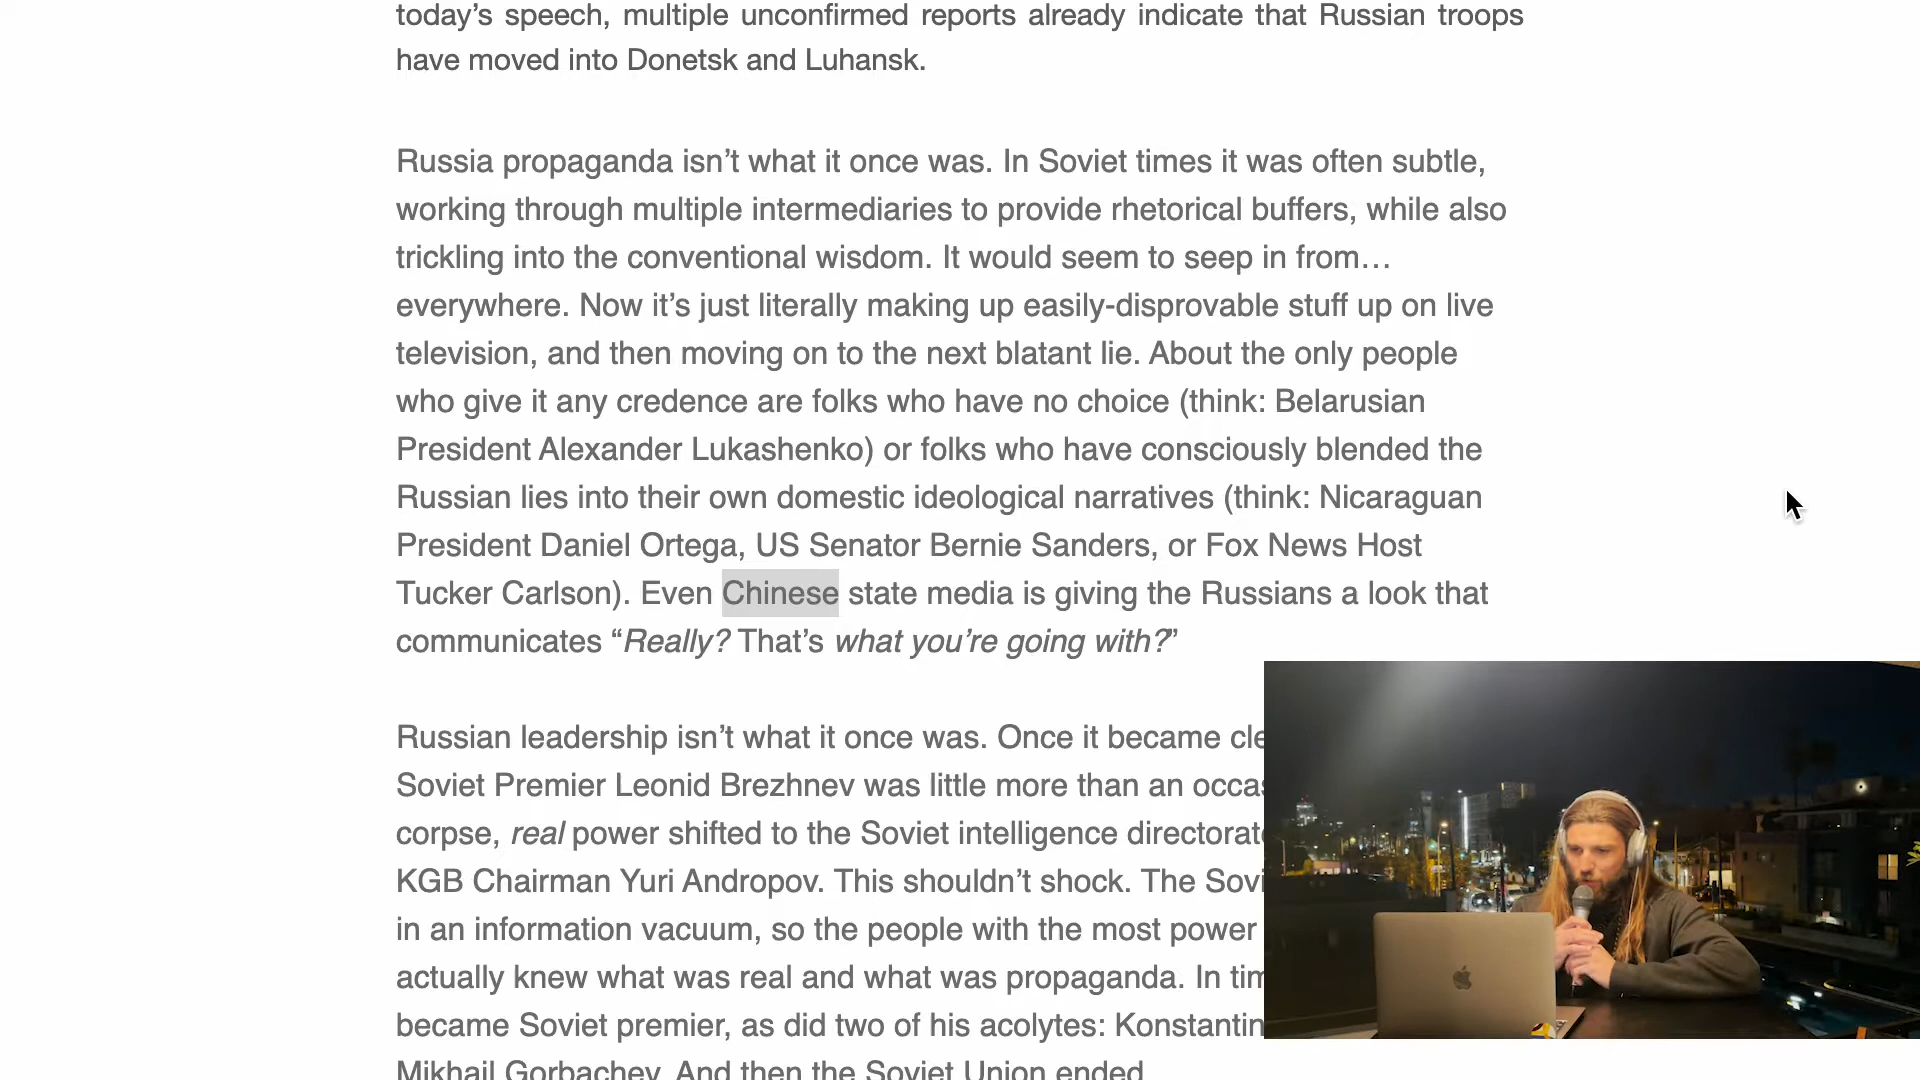 today’s speech, multiple unconfirmed reports already indicate that Russian troops
have moved into Donetsk and Luhansk.
Russia propaganda isn’t what it once was. In Soviet times it was often subtle,
working through multiple intermediaries to provide rhetorical buffers, while also
trickling into the conventional wisdom. It would seem to seep in from…
everywhere. Now it’s just literally making up easily-disprovable stuff up on live
television, and then moving on to the next blatant lie. About the only people
who give it any credence are folks who have no choice (think: Belarusian
President Alexander Lukashenko) or folks who have consciously blended the
Russian lies into their own domestic ideological narratives (think: Nicaraguan
President Daniel Ortega, US Senator Bernie Sanders, or Fox News Host
Tucker Carlson). Even Chinese state media is giving the Russians a look that
communicates “Really? That’s what you’re going with?”
Russian leadership isn’t what it once was. Once it became
Soviet Premier Leonid Brezhnev was little more than an
corpse, real power shifted to the Soviet intelligence
KGB Chairman Yuri Andropov. This shouldn’t shock. The
in an information vacuum, so the people with the most power
actually knew what was real and what was propaganda. In
became Soviet premier, as did two of his acolytes: Konstantin
Mikhail Gorbachev. And then the Soviet Union ended